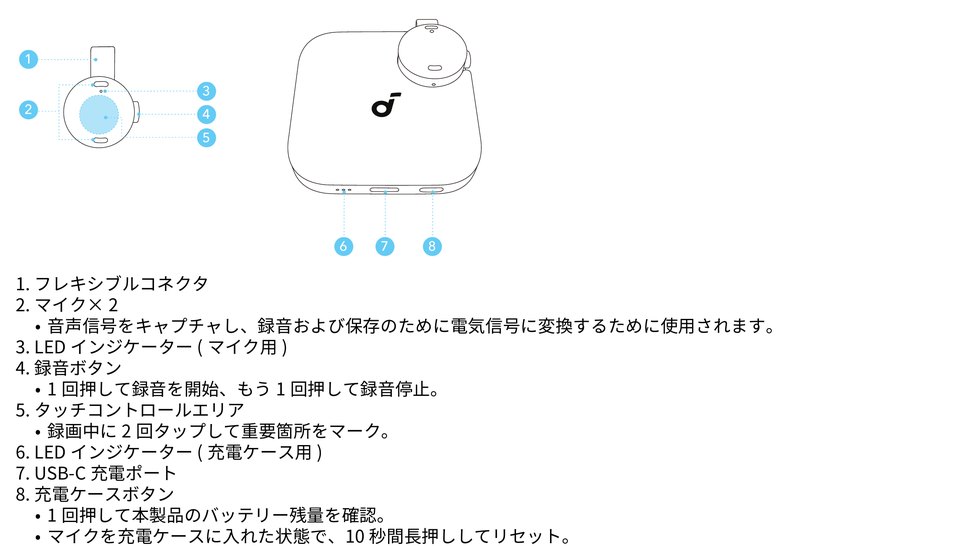 1
2
3
4
5
6
7
8
1. フレキシブルコネクタ
2. マイク× 2
• 音声信号をキャプチャし、録音および保存のために電気信号に変換するために使用されます。
3. LED インジケーター ( マイク用 )
4. 録音ボタン
• 1 回押して録音を開始、もう 1 回押して録音停止。
5. タッチコントロールエリア
• 録画中に 2 回タップして重要箇所をマーク。
6. LED インジケーター ( 充電ケース用 )
7. USB-C 充電ポート
8. 充電ケースボタン
• 1 回押して本製品のバッテリー残量を確認。
• マイクを充電ケースに入れた状態で、10 秒間長押ししてリセット。